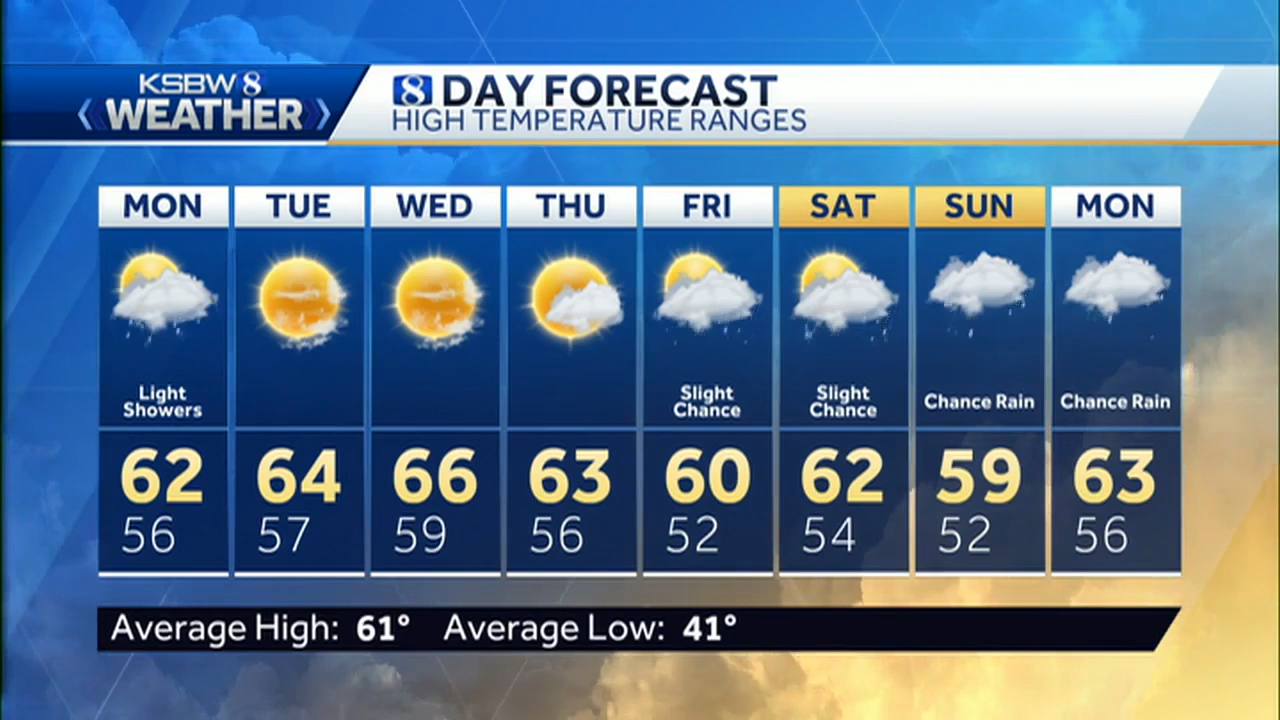 KSBW 8
WEATHER
8 DAY FORECAST
HIGH TEMPERATURE RANGES
MON TUE WED THU FRI SAT SUN MON
Light
Showers
Slight
Chance
Slight
Chance
Chance Rain
Chance Rain
62 64 66 63 60 62 59 63
56 57 59 56 52 54 52 56
Average High: 61° Average Low: 41°